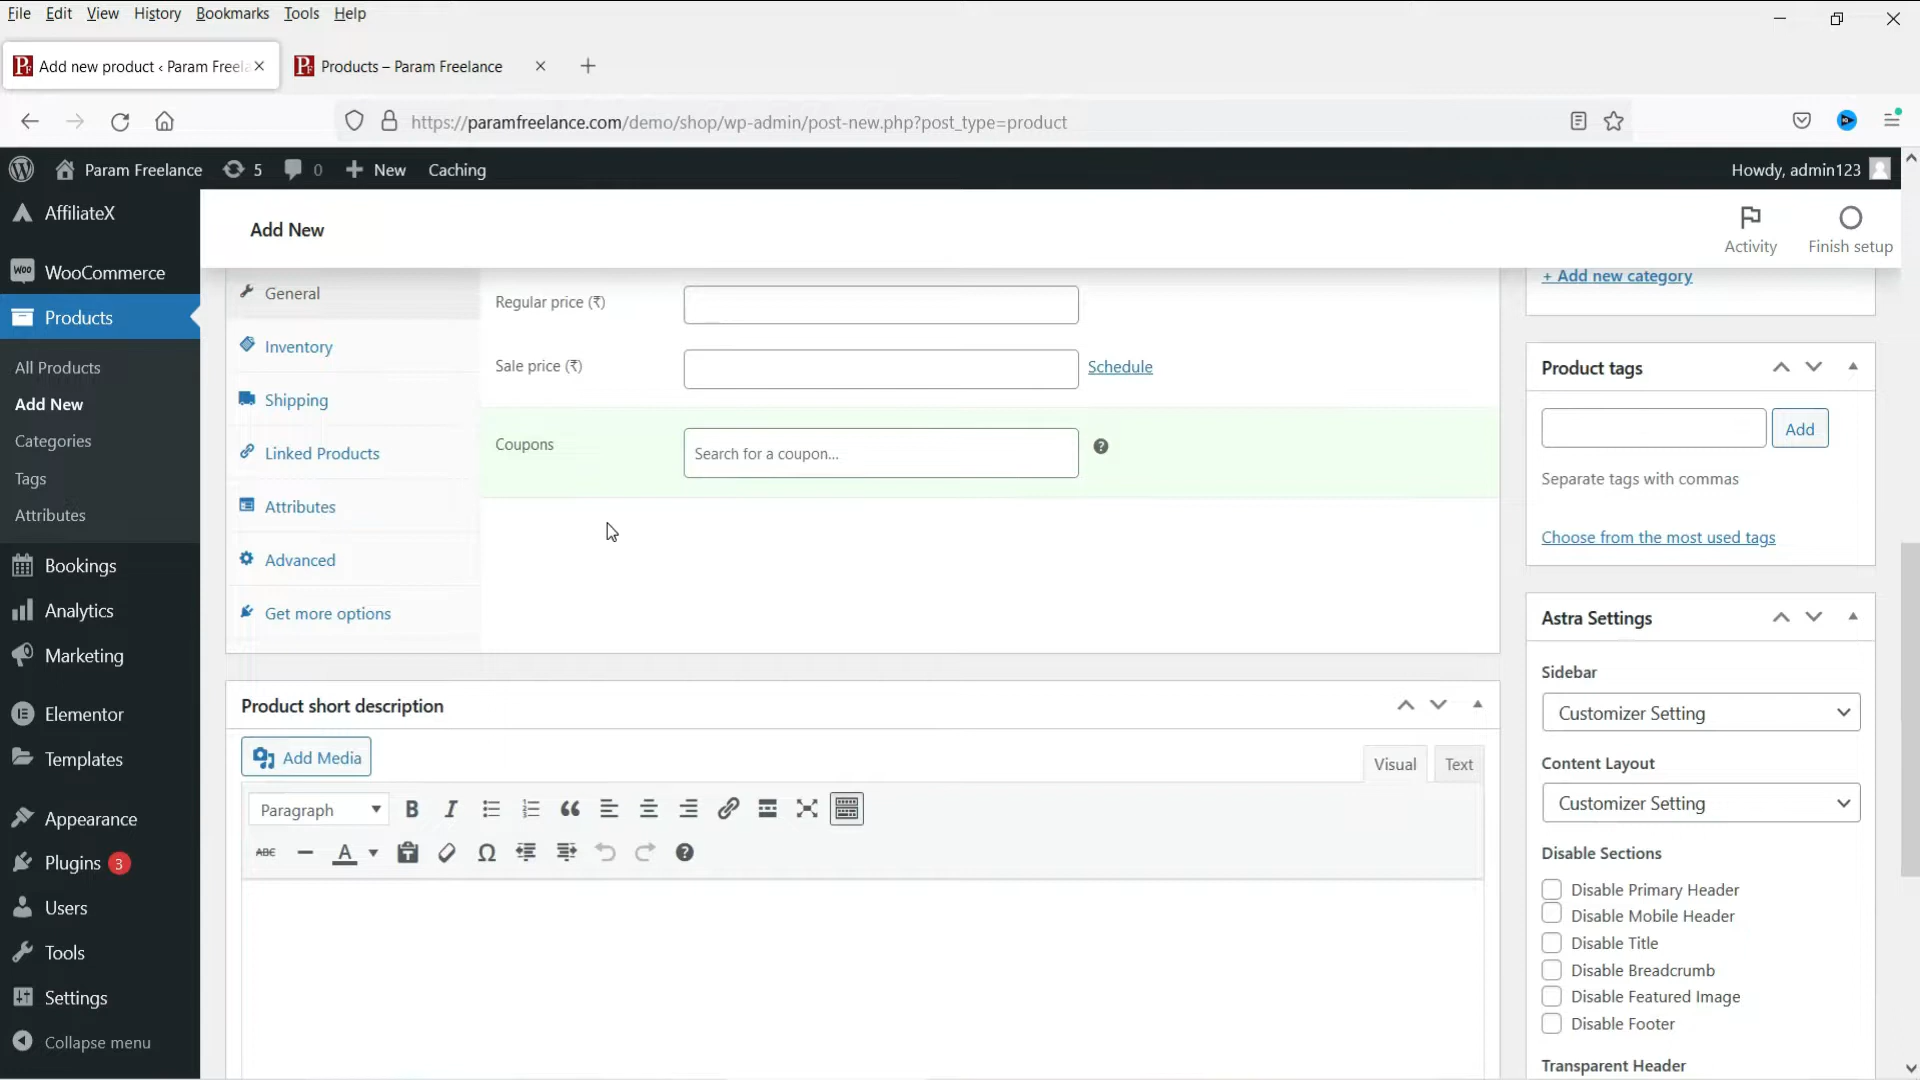 File Edit View History Bookmarks Tools Help
Add new product ‹ Param Freela
Products – Param Freelance
https://paramfreelance.com/demo/shop/wp-admin/post-new.php?post_type=product
Param Freelance 5 0 New Caching Howdy, admin123
AffiliateX
WooCommerce
Products
All Products
Add New
Categories
Tags
Attributes
Bookings
Analytics
Marketing
Elementor
Templates
Appearance
Plugins 3
Users
Tools
Settings
Collapse menu
Add New
Activity
Finish setup
General
Inventory
Shipping
Linked Products
Attributes
Advanced
Get more options
Regular price (₹)
Sale price (₹) Schedule
Coupons Search for a coupon...
Product short description
Add Media
Visual Text
Paragraph
ABC
+ Add new category
Product tags
Add
Separate tags with commas
Choose from the most used tags
Astra Settings
Sidebar
Customizer Setting
Content Layout
Customizer Setting
Disable Sections
Disable Primary Header
Disable Mobile Header
Disable Title
Disable Breadcrumb
Disable Featured Image
Disable Footer
Transparent Header